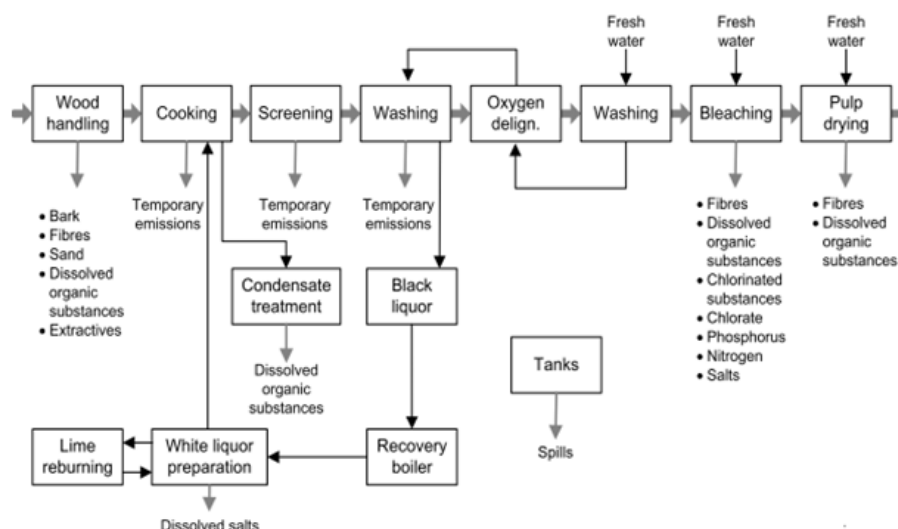 Fresh
water
Fresh
water
Fresh
water
Wood
handling
Cooking
Screening
Washing
Oxygen
delign.
Washing
Bleaching
Pulp
drying
• Bark
• Fibres
• Sand
• Dissolved
organic
substances
• Extractives
Temporary
emissions
Temporary
emissions
Temporary
emissions
• Fibres
• Dissolved
organic
substances
• Chlorinated
substances
• Chlorate
• Phosphorus
• Nitrogen
• Salts
• Fibres
• Dissolved
organic
substances
Condensate
treatment
Black
liquor
Dissolved
organic
substances
Tanks
Spills
Lime
reburning
White liquor
preparation
Recovery
boiler
Dissolved salts